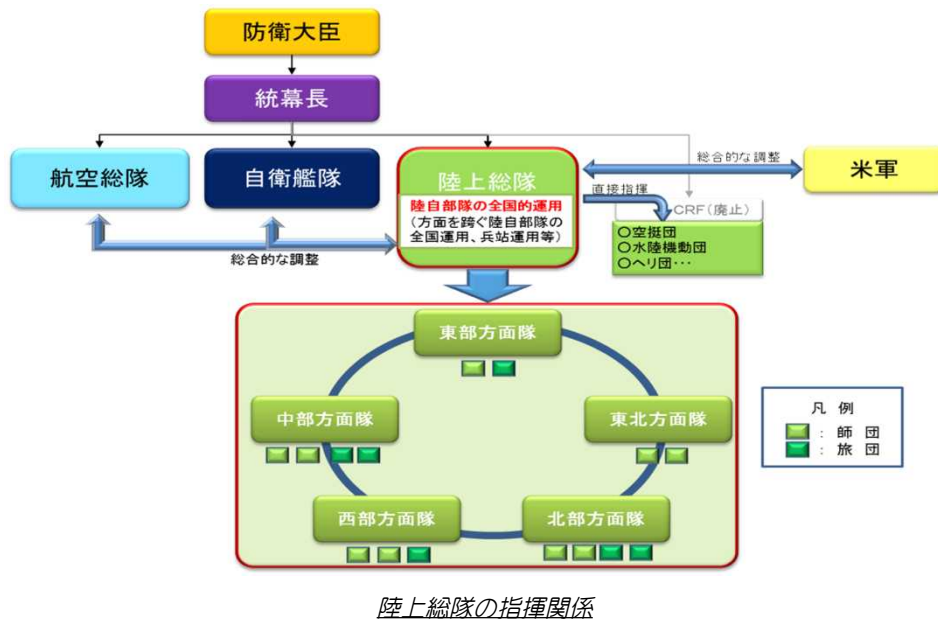 防衛大臣
統幕長
航空総隊
自衛艦隊
陸上総隊
陸自部隊の全国的運用
(方面を跨ぐ陸自部隊の
全国運用、兵站運用等)
総合的な調整
米軍
直接指揮
CRF(廃止)
○空挺団
○水陸機動団
○ヘリ団・・・
総合的な調整
東部方面隊
中部方面隊
東北方面隊
西部方面隊
北部方面隊
凡例
:師団
:旅団
陸上総隊の指揮関係